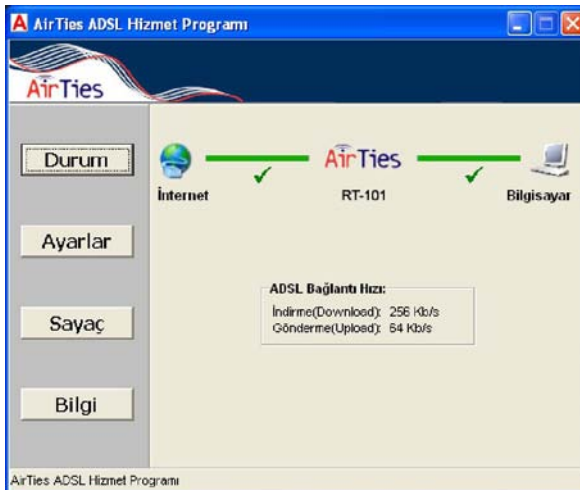 AirTies ADSL Hizmet Programı
AirTies
Durum
Ayarlar
Sayaç
Bilgi
AirTies
İnternet
RT-101
Bilgisayar
ADSL Bağlantı Hızı:
İndirme(Download): 256 Kb/s
Gönderme(Upload): 64 Kb/s
AirTies ADSL Hizmet Programı